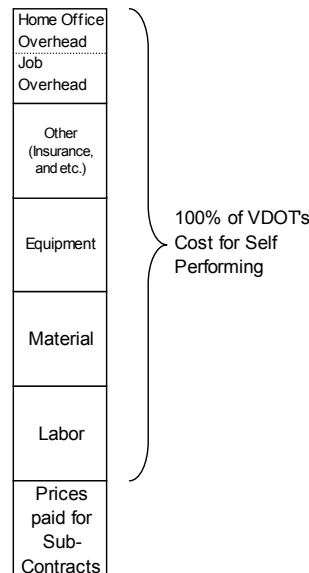 Home Office
Overhead
Job
Overhead
Other
(Insurance,
and etc.)
Equipment
100% of VDOT's
Cost for Self
Performing
Material
Labor
Prices
paid for
Sub-
Contracts